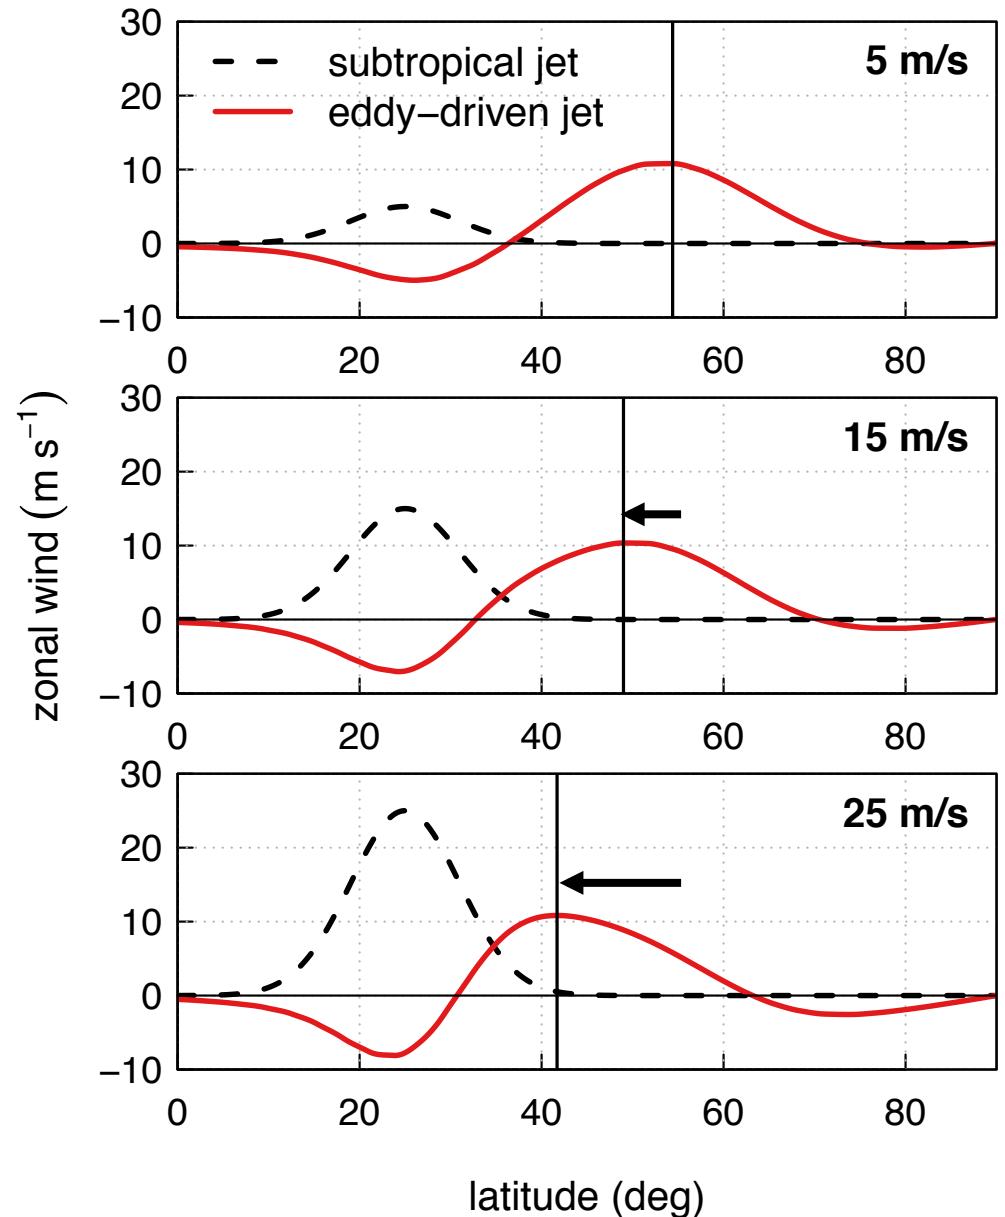 30
20
10
0
−10
subtropical jet
eddy−driven jet
5 m/s
0 20 40 60 80
30
20
10
0
−10
15 m/s
0 20 40 60 80
30
20
10
0
−10
25 m/s
0 20 40 60 80
zonal wind (m s⁻¹)
latitude (deg)